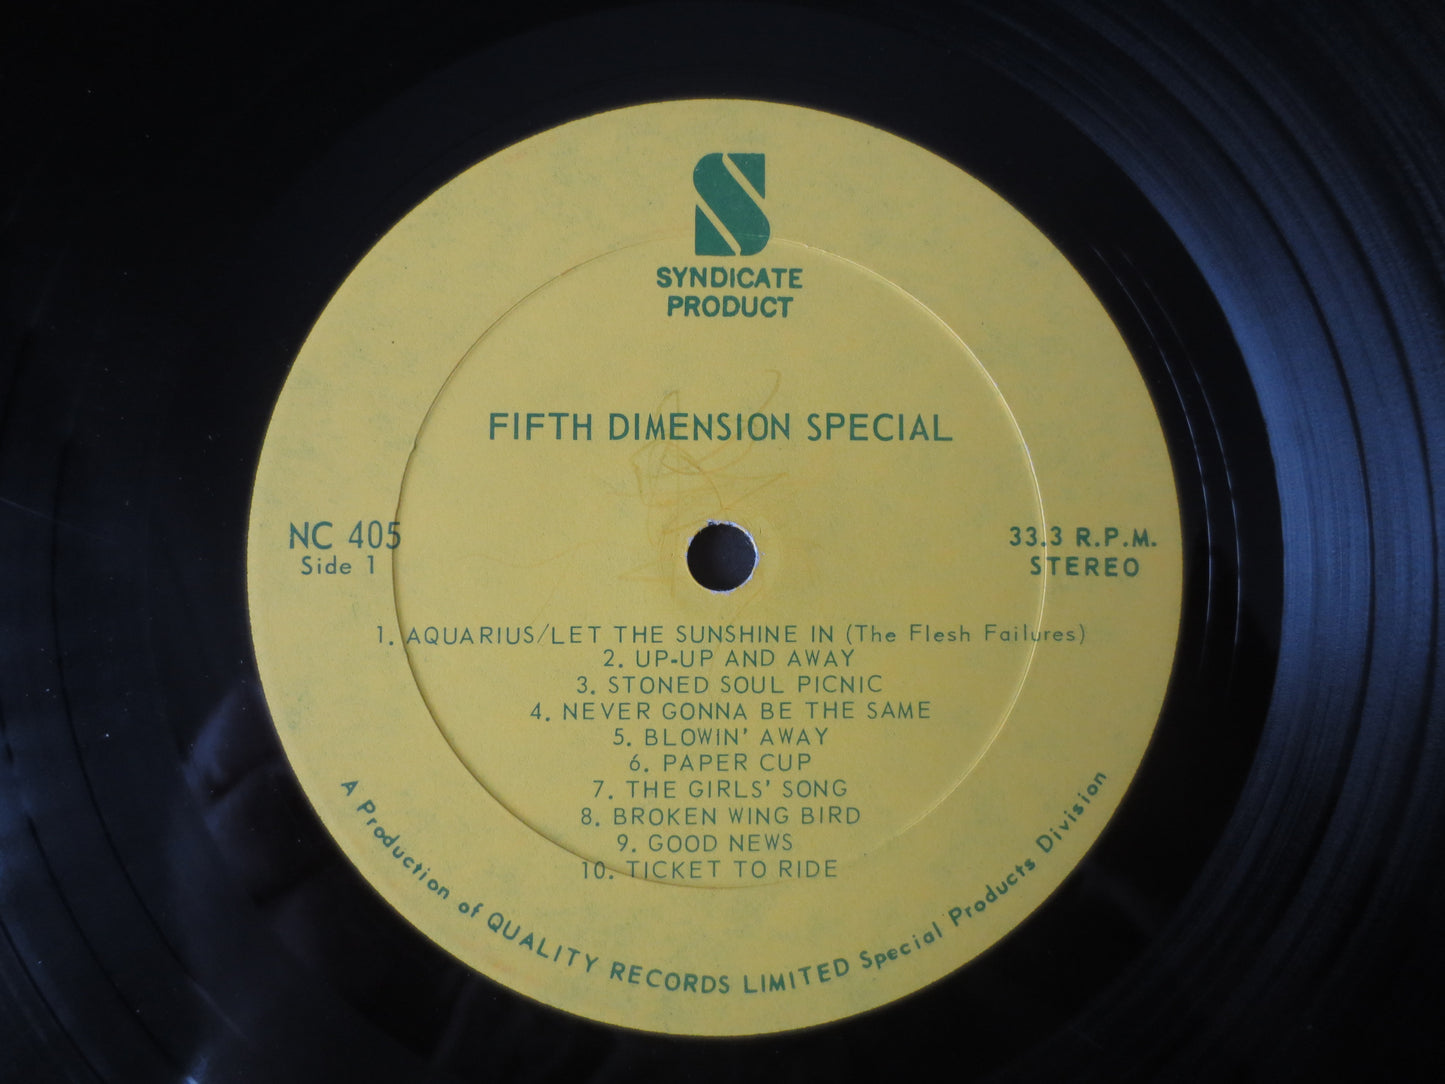 S
SYNDICATE
PRODUCT
FIFTH DIMENSION SPECIAL
NC 405
Side 1
33.3 R.P.M.
STEREO
1. AQUARIUS/LET THE SUNSHINE IN (The Flesh Failures)
2. UP-UP AND AWAY
3. STONED SOUL PICNIC
4. NEVER GONNA BE THE SAME
5. BLOWIN' AWAY
6. PAPER CUP
7. THE GIRLS' SONG
8. BROKEN WING BIRD
9. GOOD NEWS
10. TICKET TO RIDE
A Production of QUALITY RECORDS LIMITED Special Products Division